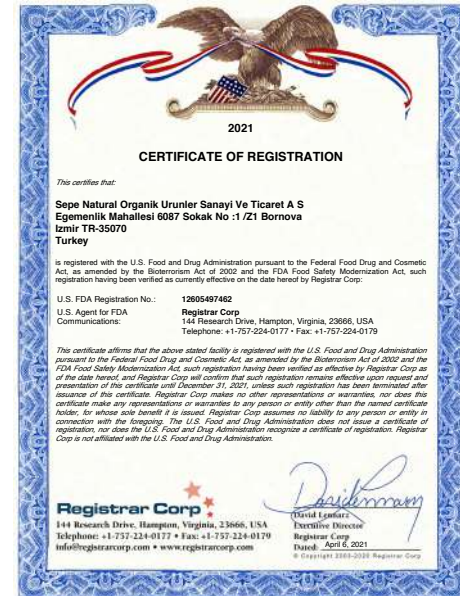 2021
CERTIFICATE OF REGISTRATION
This certifies that:
Sepe Natural Organik Urunler Sanayi Ve Ticaret A S
Egemenlik Mahallesi 6087 Sokak No :1 /Z1 Bornova
Izmir TR-35070
Turkey
is registered with the U.S. Food and Drug Administration pursuant to the Federal Food Drug and Cosmetic
Act, as amended by the Bioterrorism Act of 2002 and the FDA Food Safety Modernization Act, such
registration having been verified as currently effective on the date hereof by Registrar Corp:
U.S. FDA Registration No.: 12605497462
U.S. Agent for FDA Registrar Corp
Communications: 144 Research Drive, Hampton, Virginia, 23666, USA
Telephone: +1-757-224-0177 • Fax: +1-757-224-0179
This certificate affirms that the above stated facility is registered with the U.S. Food and Drug Administration
pursuant to the Federal Food Drug and Cosmetic Act, as amended by the Bioterrorism Act of 2002 and the
FDA Food Safety Modernization Act, such registration having been verified as effective by Registrar Corp as
of the date hereof, and Registrar Corp will confirm that such registration remains effective upon request and
presentation of this certificate until December 31, 2021, unless such registration has been terminated after
issuance of this certificate. Registrar Corp makes no other representations or warranties, nor does this
certificate make any representations or warranties to any person or entity other than the named certificate
holder, for whose sole benefit it is issued. Registrar Corp assumes no liability to any person or entity in
connection with the foregoing. The U.S. Food and Drug Administration does not issue a certificate of
registration, nor does the U.S. Food and Drug Administration recognize a certificate of registration. Registrar
Corp is not affiliated with the U.S. Food and Drug Administration.
Registrar Corp
144 Research Drive, Hampton, Virginia, 23666, USA
Telephone: +1-757-224-0177 • Fax: +1-757-224-0179
info@registrarcorp.com • www.registrarcorp.com
David Lennarz
Executive Director
Registrar Corp
Dated: April 6, 2021
© Copyright 2003-2020 Registrar Corp